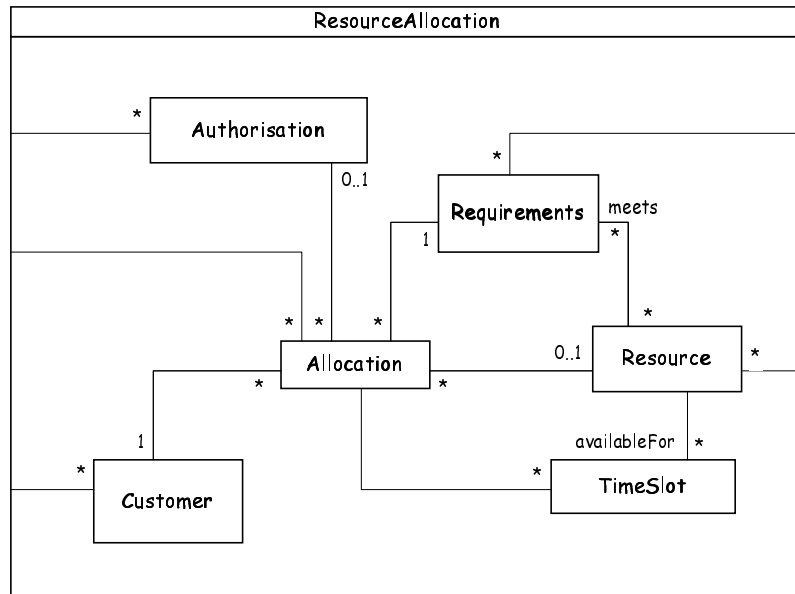 ResourceAllocation
*
Authorisation
0..1
*
Requirements
meets
1
*
*
*
*
*
Allocation
*
*
0..1
Resource
*
1
availableFor
*
*
Customer
*
TimeSlot